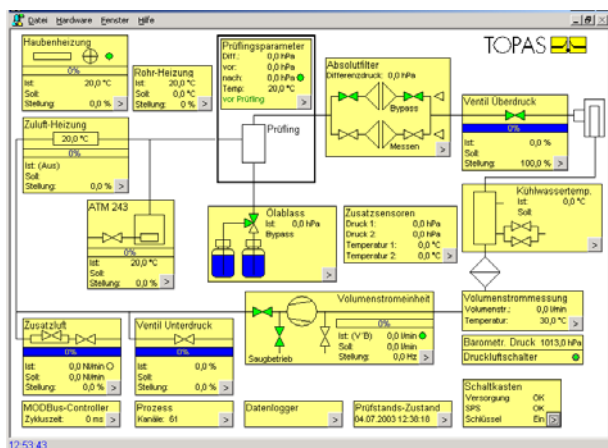 Datei Hardware Fenster Hilfe
Haubenheizung
0%
Ist: 20,0 °C
Soll:
Stellung: 0,0 % >
Rohr-Heizung
Ist: 20,0 °C
Soll: 0,0 °C
Stellung: 0 % >
Prüflingsparameter
Diff.: 0,0 hPa
vor: 0,0 hPa
nach: 0,0 hPa
Temp: 20,0 °C
vor Prüfling >
Prüfling
Absolutfilter
Differenzdruck: 0,0 hPa
Bypass
Messen >
TOPAS
Ventil Überdruck
0%
Ist: 0,0 %
Soll:
Stellung: 100,0 % >
Zuluft-Heizung
20,0 °C
0%
Ist: (Aus)
Soll:
Stellung: 0,0 % >
ATM 243
0%
Ist: 20,0 °C
Soll:
Stellung: 0,0 % >
Ölablass
Ist: 0,0 hPa
Bypass
>
Zusatzsensoren
Druck 1: 0,0 hPa
Druck 2: 0,0 hPa
Temperatur 1: 0,0 °C
Temperatur 2: 0,0 °C >
Kühlwassertemp.
Ist: 0,0 °C
Soll:
>
Zusatzluft
0%
Ist: 0,0 Nl/min
Soll: 0,0 Nl/min
Stellung: 0,0 % >
Ventil Unterdruck
0%
Ist: 0,0 %
Soll:
Stellung: 0,0 % >
Volumenstromeinheit
0%
Ist: (V'B) 0,0 l/min
Soll: 0,0 l/min
Stellung: 0,0 Hz >
Saugbetrieb
Volumenstrommessung
Volumenstr.: 0,0 l/min
Temperatur: 30,0 °C >
Barometr. Druck 1013,0 hPa
Druckluftschalter
MODBus-Controller
Zykluszeit: 0 ms >
Prozess
Kanäle: 61 >
Datenlogger
>
Prüfstands-Zustand
04.07.2003 12:38:18 >
Schaltkasten
Versorgung OK
SPS OK
Schlüssel Ein >
12:53:43